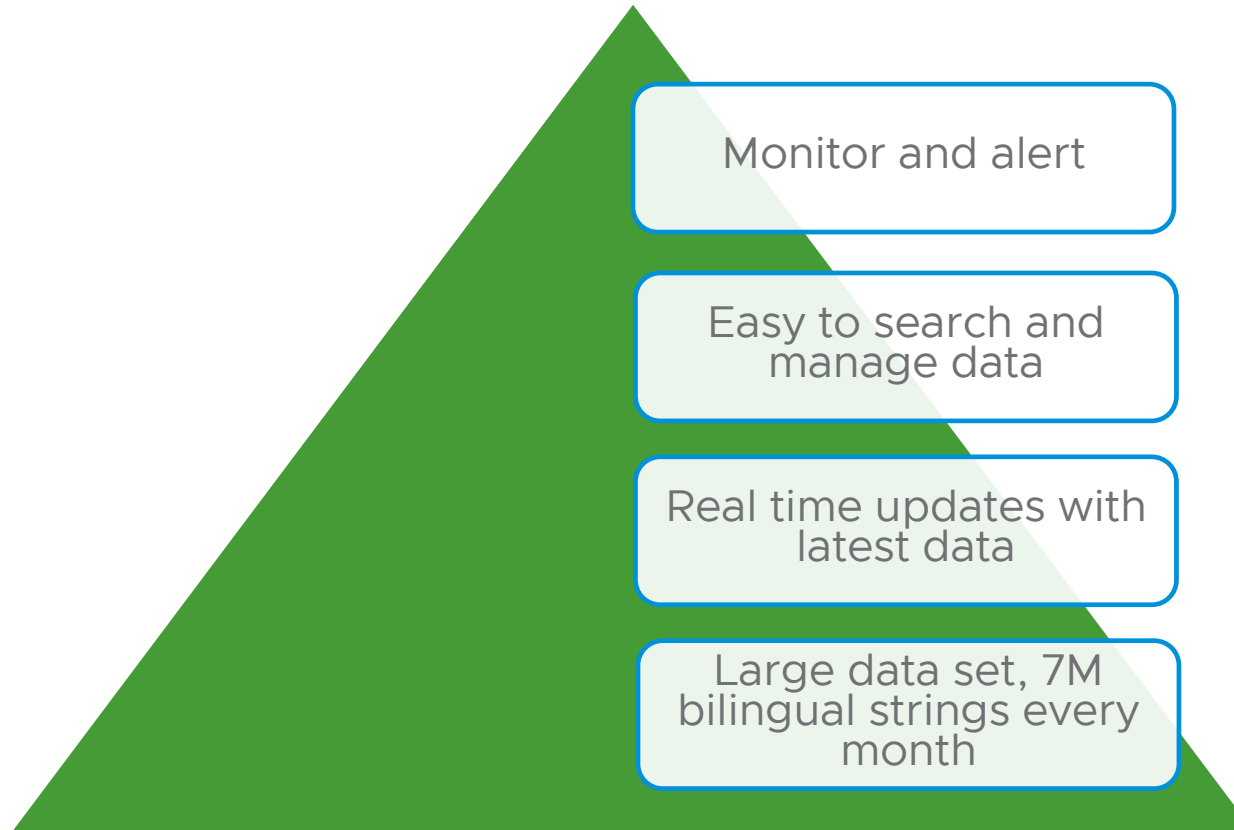 Monitor and alert
Easy to search and
manage data
Real time updates with
latest data
Large data set, 7M
bilingual strings every
month